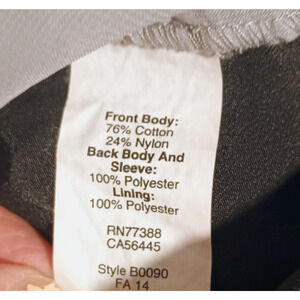 Front Body:
76% Cotton
24% Nylon
Back Body And
Sleeve:
100% Polyester
Lining:
100% Polyester
RN77388
CA56445
Style B0090
FA 14